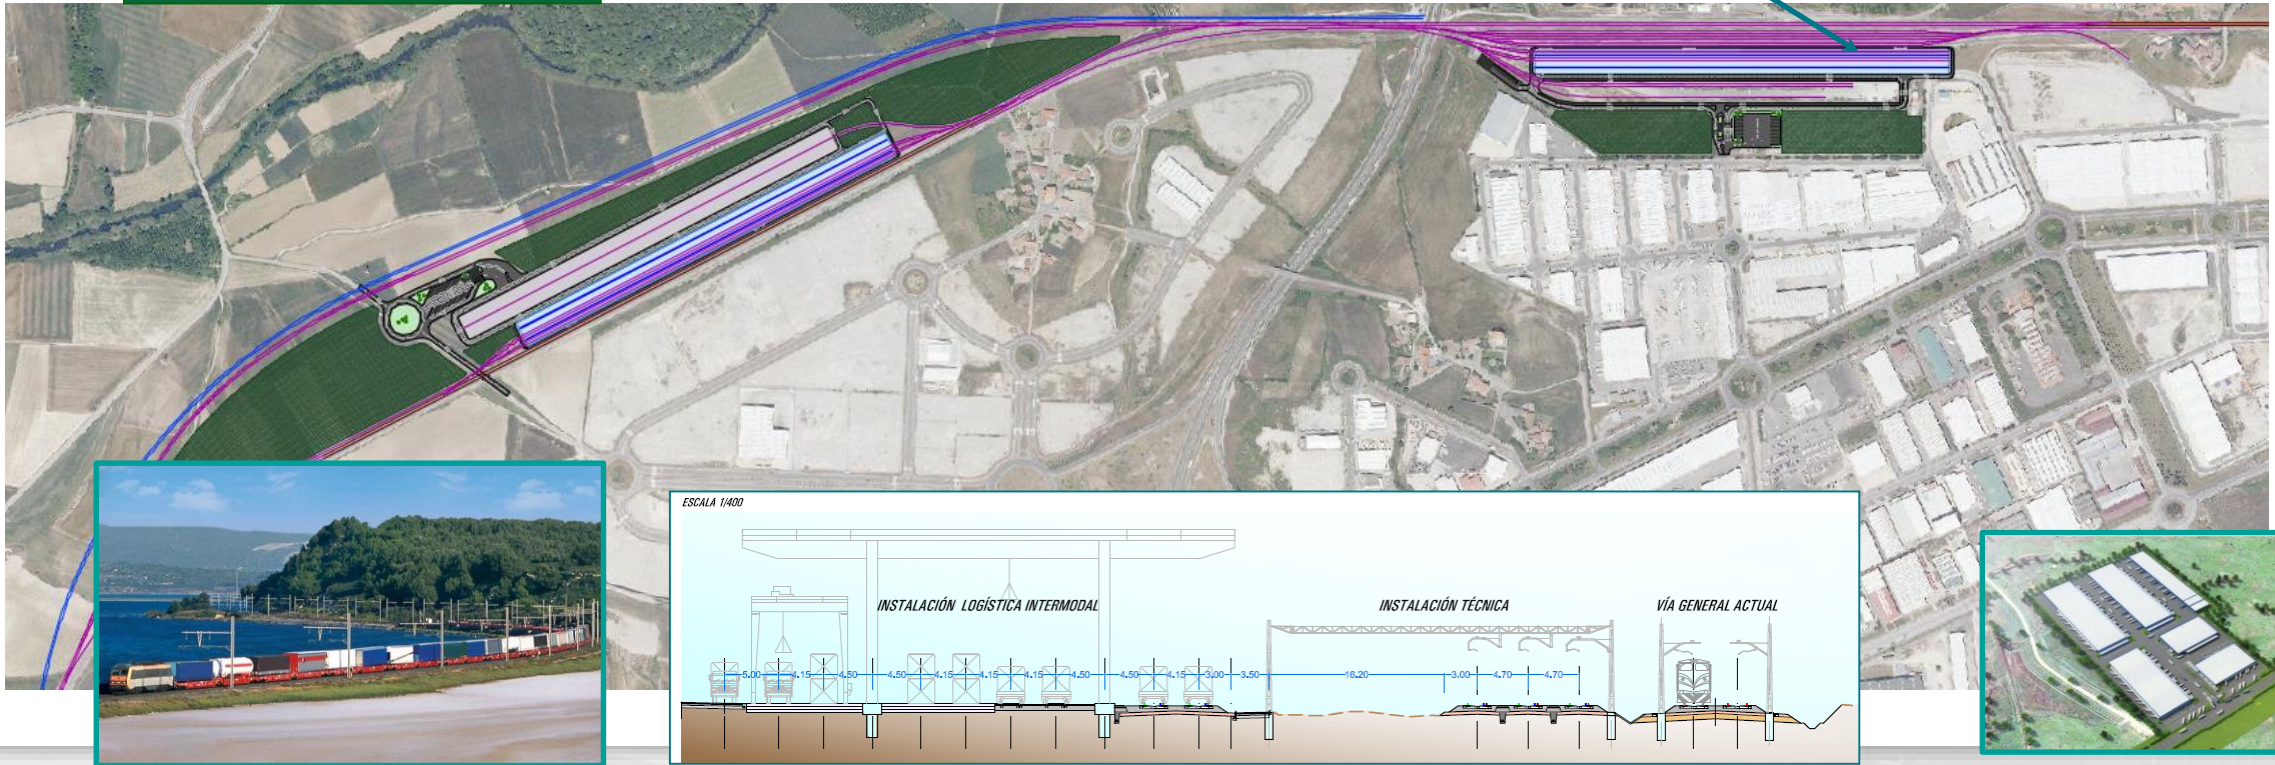 ESCALA 1/400
INSTALACIÓN LOGÍSTICA INTERMODAL
INSTALACIÓN TÉCNICA
VÍA GENERAL ACTUAL
5.00 4.15 4.50 4.50 4.15 4.15 4.15 4.50 4.50 4.15 3.00 3.50 16.20 3.00 4.70 4.70